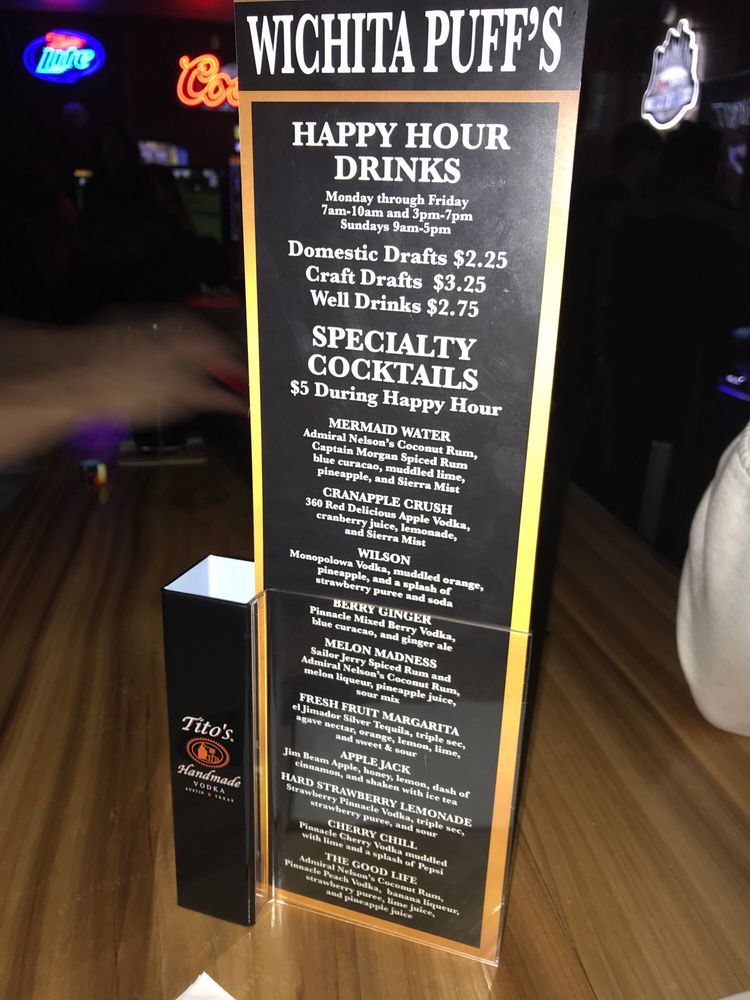 WICHITA PUFF'S
HAPPY HOUR
DRINKS
Monday through Friday
7am-10am and 3pm-7pm
Sundays 9am-5pm
Domestic Drafts $2.25
Craft Drafts $3.25
Well Drinks $2.75
SPECIALTY
COCKTAILS
$5 During Happy Hour
MERMAID WATER
Admiral Nelson's Coconut Rum,
Captain Morgan Spiced Rum
blue curacao, muddled lime,
pineapple, and Sierra Mist
CRANAPPLE CRUSH
360 Red Delicious Apple Vodka,
cranberry juice, lemonade,
and Sierra Mist
WILSON
Monopolowa Vodka, muddled orange,
pineapple, and a splash of
strawberry puree and soda
BERRY GINGER
Pinnacle Mixed Berry Vodka,
blue curacao, and ginger ale
MELON MADNESS
Sailor Jerry Spiced Rum and
Admiral Nelson's Coconut Rum,
melon liqueur, pineapple juice,
sour mix
FRESH FRUIT MARGARITA
el Jimador Silver Tequila, triple sec,
agave nectar, orange, lemon, lime,
and sweet & sour
APPLE JACK
Jim Beam Apple, honey, lemon, dash of
cinnamon, and shaken with ice tea
HARD STRAWBERRY LEMONADE
Strawberry Pinnacle Vodka, triple sec,
strawberry puree, and sour
CHERRY CHILL
Pinnacle Cherry Vodka muddled
with lime and a splash of Pepsi
THE GOOD LIFE
Admiral Nelson's Coconut Rum,
Pinnacle Peach Vodka, banana liqueur,
strawberry puree, lime juice,
and pineapple juice
Tito's
Handmade
VODKA
AUSTIN TEXAS
Lite
Coo